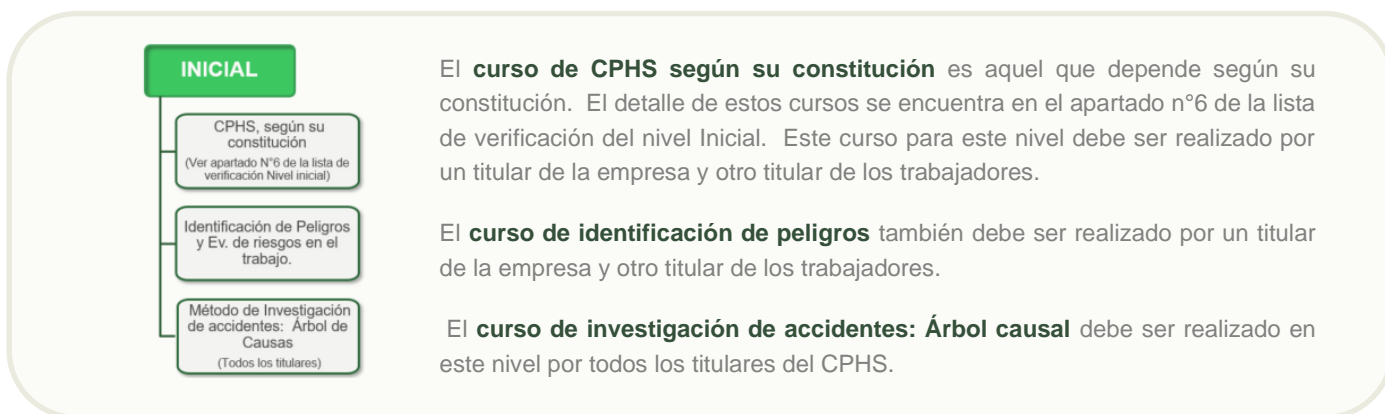 INICIAL
CPHS, según su
constitución
(Ver apartado N°6 de la lista de
verificación Nivel inicial)
Identificación de Peligros
y Ev. de riesgos en el
trabajo.
Método de Investigación
de accidentes: Árbol de
Causas
(Todos los titulares)
El curso de CPHS según su constitución es aquel que depende según su
constitución. El detalle de estos cursos se encuentra en el apartado n°6 de la lista
de verificación del nivel Inicial. Este curso para este nivel debe ser realizado por
un titular de la empresa y otro titular de los trabajadores.
El curso de identificación de peligros también debe ser realizado por un titular
de la empresa y otro titular de los trabajadores.
El curso de investigación de accidentes: Árbol causal debe ser realizado en
este nivel por todos los titulares del CPHS.